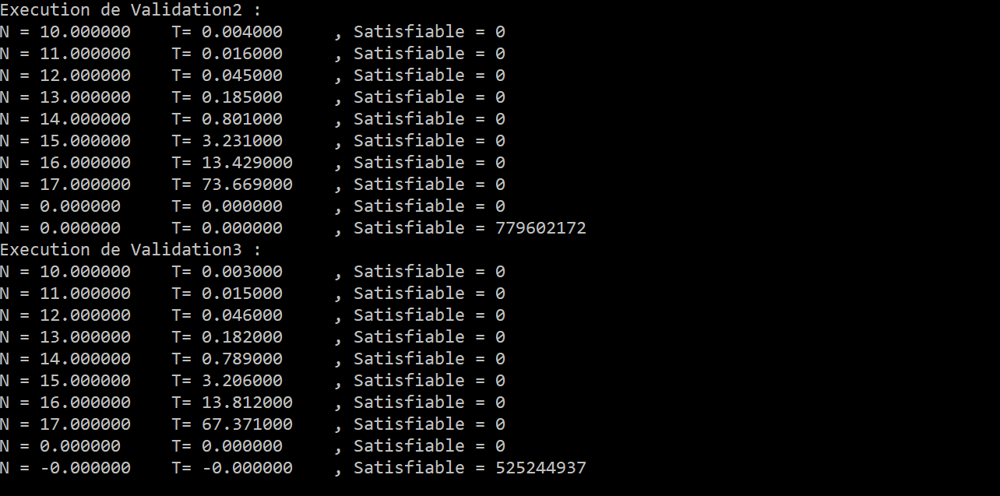 Execution de Validation2 :
N = 10.000000    T= 0.004000     , Satisfiable = 0
N = 11.000000    T= 0.016000     , Satisfiable = 0
N = 12.000000    T= 0.045000     , Satisfiable = 0
N = 13.000000    T= 0.185000     , Satisfiable = 0
N = 14.000000    T= 0.801000     , Satisfiable = 0
N = 15.000000    T= 3.231000     , Satisfiable = 0
N = 16.000000    T= 13.429000    , Satisfiable = 0
N = 17.000000    T= 73.669000    , Satisfiable = 0
N = 0.000000     T= 0.000000     , Satisfiable = 0
N = 0.000000     T= 0.000000     , Satisfiable = 779602172
Execution de Validation3 :
N = 10.000000    T= 0.003000     , Satisfiable = 0
N = 11.000000    T= 0.015000     , Satisfiable = 0
N = 12.000000    T= 0.046000     , Satisfiable = 0
N = 13.000000    T= 0.182000     , Satisfiable = 0
N = 14.000000    T= 0.789000     , Satisfiable = 0
N = 15.000000    T= 3.206000     , Satisfiable = 0
N = 16.000000    T= 13.812000    , Satisfiable = 0
N = 17.000000    T= 67.371000    , Satisfiable = 0
N = 0.000000     T= 0.000000     , Satisfiable = 0
N = -0.000000    T= -0.000000    , Satisfiable = 525244937